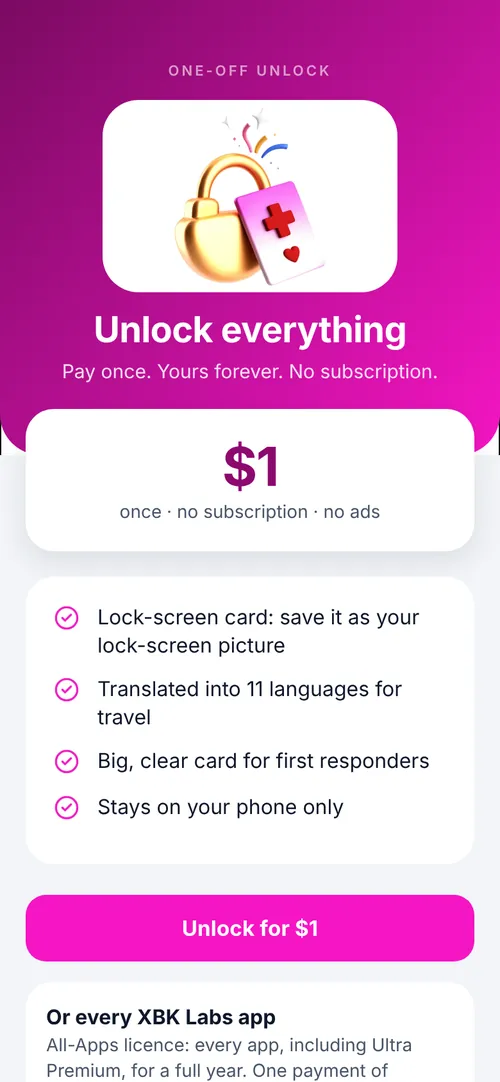 ONE-OFF UNLOCK
Unlock everything
Pay once. Yours forever. No subscription.
$1
once · no subscription · no ads
Lock-screen card: save it as your
lock-screen picture
Translated into 11 languages for
travel
Big, clear card for first responders
Stays on your phone only
Unlock for $1
Or every XBK Labs app
All-Apps licence: every app, including Ultra
Premium, for a full year. One payment of